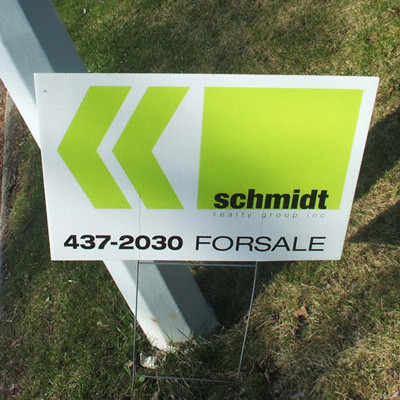 schmidt
realty group inc
437-2030 FORSALE